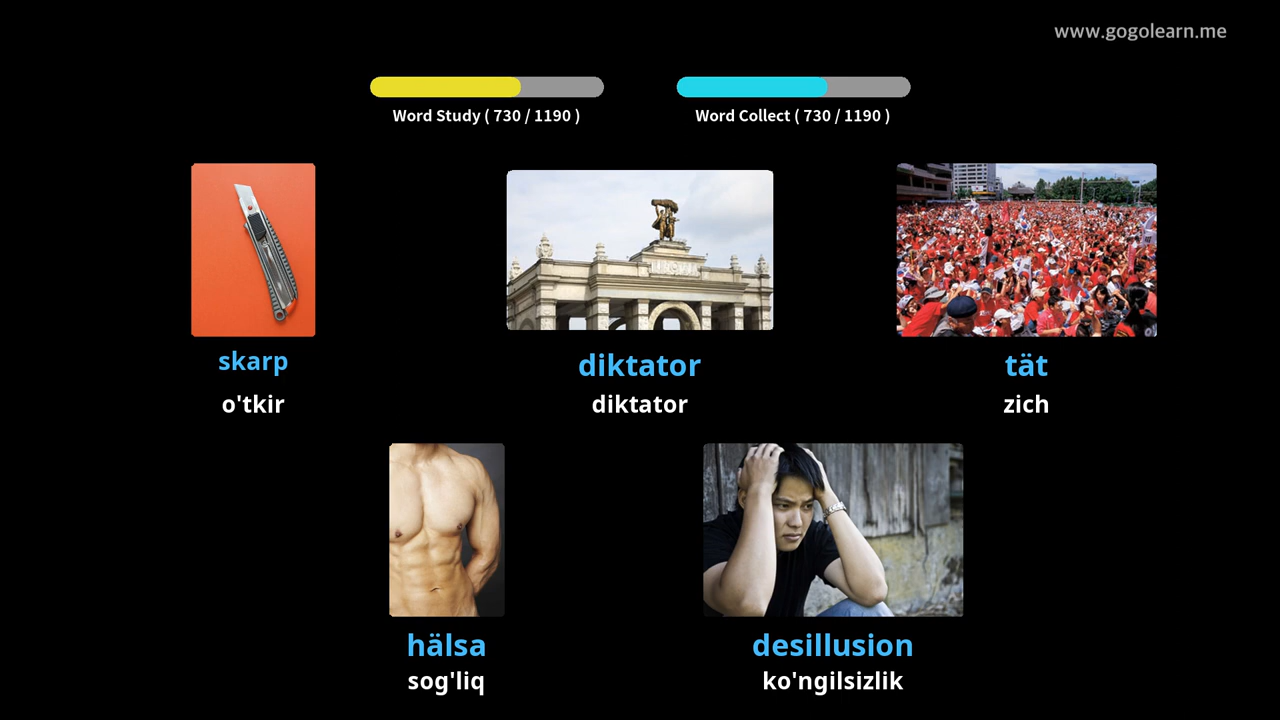 www.gogolearn.me
Word Study ( 730 / 1190 )
Word Collect ( 730 / 1190 )
skarp
diktator
tät
o'tkir
diktator
zich
hälsa
desillusion
sog'liq
ko'ngilsizlik